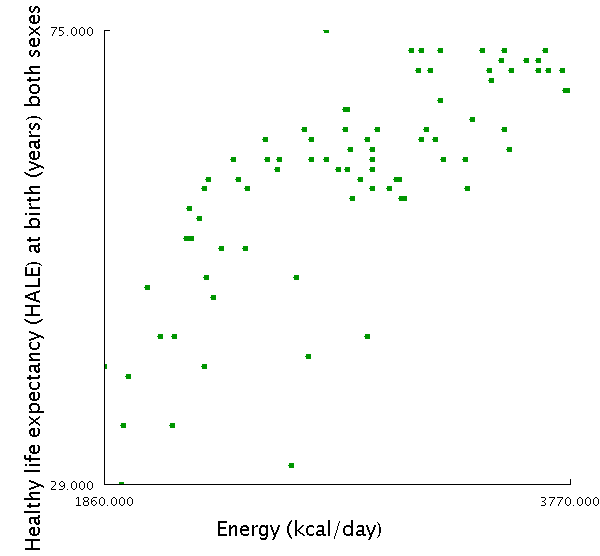 Healthy life expectancy (HALE) at birth (years) both sexes
75.000
29.000
1860.000
3770.000
Energy (kcal/day)